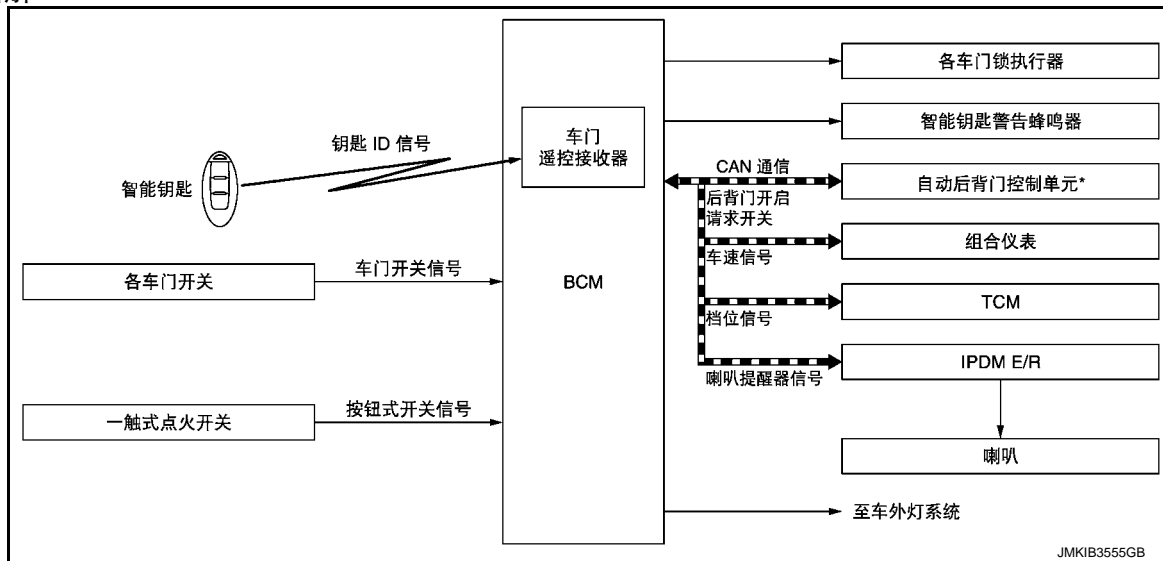 各车门锁执行器
智能钥匙警告蜂鸣器
车门
遥控接收器
钥匙 ID 信号
CAN 通信
智能钥匙
自动后背门控制单元*
后背门开启
请求开关
组合仪表
车速信号
各车门开关
车门开关信号
BCM
TCM
档位信号
IPDM E/R
喇叭提醒器信号
一触式点火开关
按钮式开关信号
喇叭
至车外灯系统
JMKIB3555GB